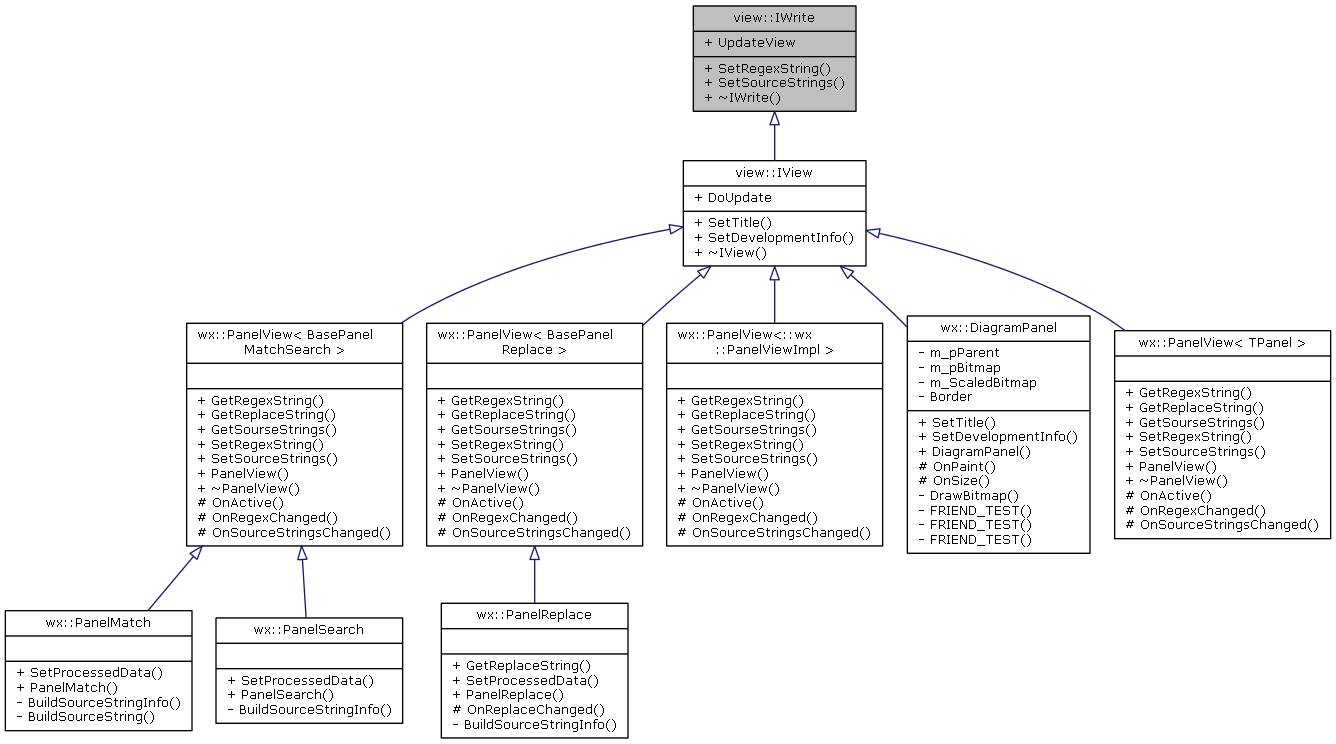 view::IWrite
+ UpdateView
+ SetRegexString()
+ SetSourceStrings()
+ ~IWrite()
view::IView
+ DoUpdate
+ SetTitle()
+ SetDevelopmentInfo()
+ ~IView()
wx::PanelView< BasePanel
MatchSearch >
+ GetRegexString()
+ GetReplaceString()
+ GetSourseStrings()
+ SetRegexString()
+ SetSourceStrings()
+ PanelView()
+ ~PanelView()
# OnActive()
# OnRegexChanged()
# OnSourceStringsChanged()
wx::PanelView< BasePanel
Replace >
+ GetRegexString()
+ GetReplaceString()
+ GetSourseStrings()
+ SetRegexString()
+ SetSourceStrings()
+ PanelView()
+ ~PanelView()
# OnActive()
# OnRegexChanged()
# OnSourceStringsChanged()
wx::PanelView<::wx
::PanelViewImpl >
+ GetRegexString()
+ GetReplaceString()
+ GetSourseStrings()
+ SetRegexString()
+ SetSourceStrings()
+ PanelView()
+ ~PanelView()
# OnActive()
# OnRegexChanged()
# OnSourceStringsChanged()
wx::DiagramPanel
- m_pParent
- m_pBitmap
- m_ScaledBitmap
- Border
+ SetTitle()
+ SetDevelopmentInfo()
+ DiagramPanel()
# OnPaint()
# OnSize()
- DrawBitmap()
- FRIEND_TEST()
- FRIEND_TEST()
- FRIEND_TEST()
wx::PanelView< TPanel >
+ GetRegexString()
+ GetReplaceString()
+ GetSourseStrings()
+ SetRegexString()
+ SetSourceStrings()
+ PanelView()
+ ~PanelView()
# OnActive()
# OnRegexChanged()
# OnSourceStringsChanged()
wx::PanelMatch
+ SetProcessedData()
+ PanelMatch()
- BuildSourceStringInfo()
- BuildSourceString()
wx::PanelSearch
+ SetProcessedData()
+ PanelSearch()
- BuildSourceStringInfo()
wx::PanelReplace
+ GetReplaceString()
+ SetProcessedData()
+ PanelReplace()
# OnReplaceChanged()
- BuildSourceStringInfo()